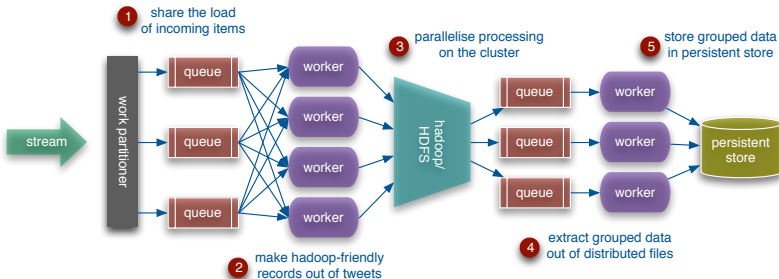 1 share the load
of incoming items
3 parallelise processing
on the cluster
5 store grouped data
in persistent store
stream
work partitioner
queue
queue
queue
worker
worker
worker
worker
hadoop/
HDFS
queue
queue
queue
worker
worker
worker
persistent
store
2 make hadoop-friendly
records out of tweets
4 extract grouped data
out of distributed files